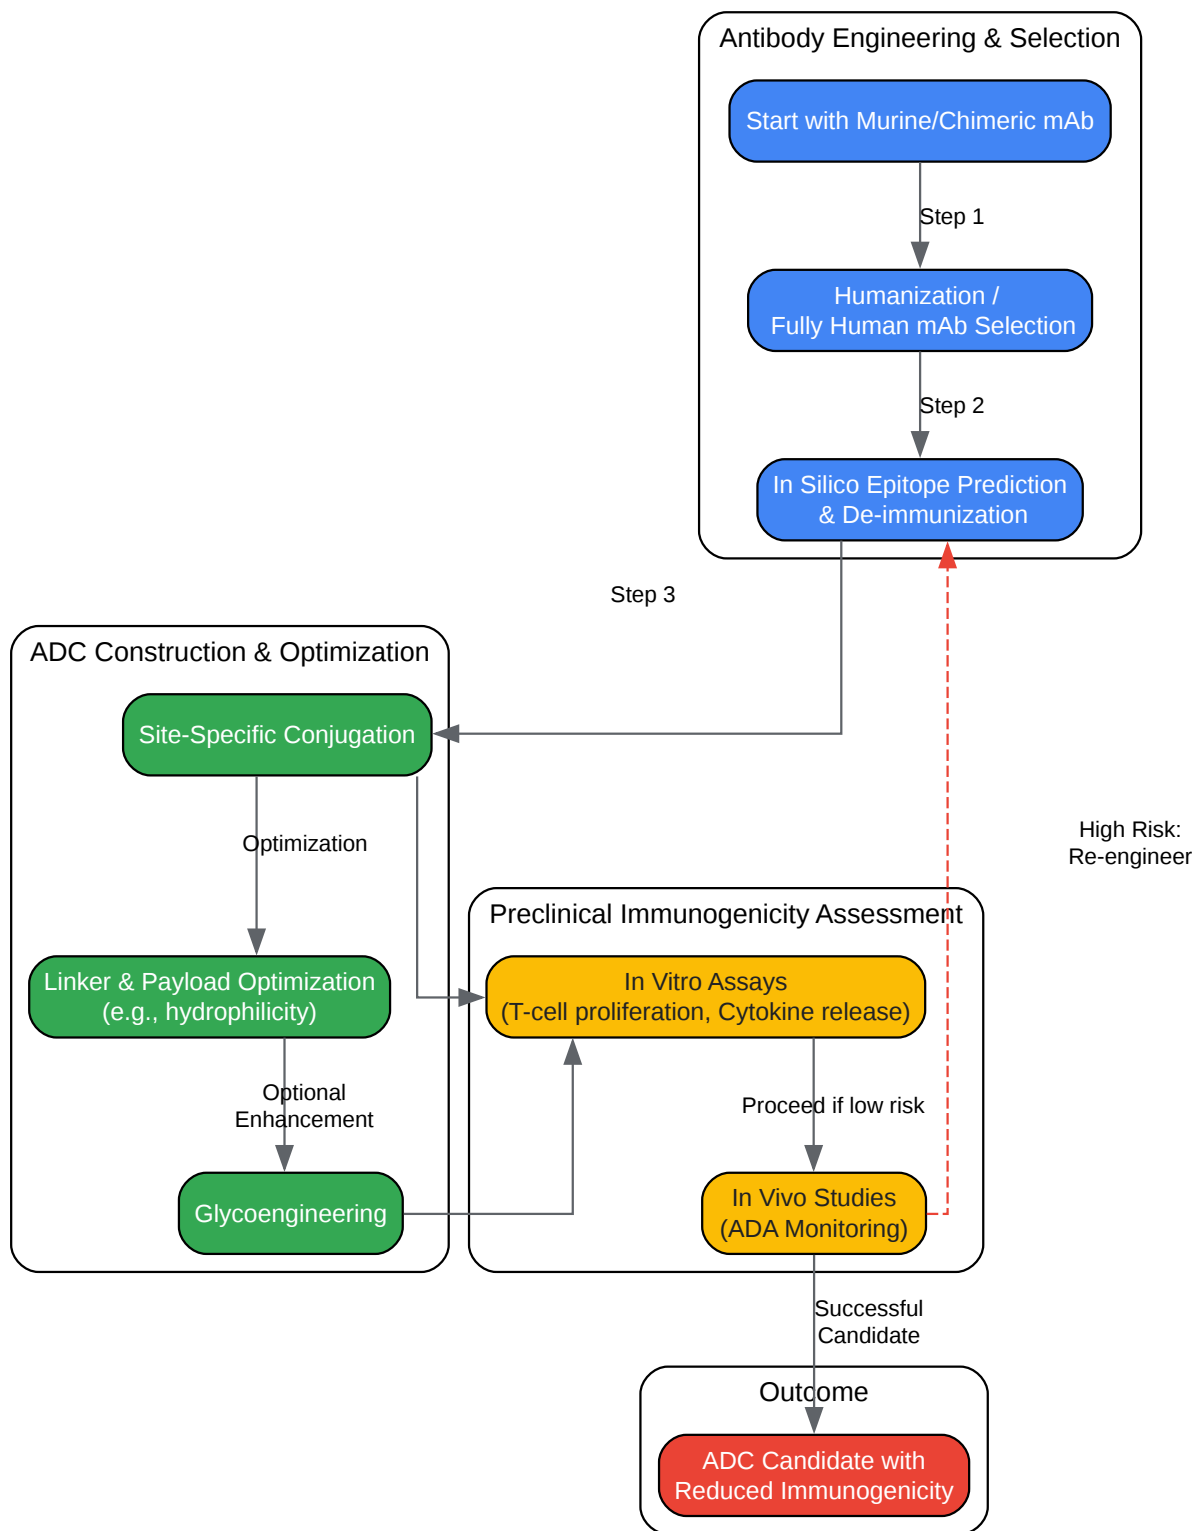 Antibody Engineering & Selection
Start with Murine/Chimeric mAb
Step 1
Humanization /
Fully Human mAb Selection
Step 2
In Silico Epitope Prediction
& De-immunization
Step 3
ADC Construction & Optimization
Site-Specific Conjugation
Optimization
High Risk:
Re-engineer
Linker & Payload Optimization
(e.g., hydrophilicity)
Optional
Enhancement
Glycoengineering
Preclinical Immunogenicity Assessment
In Vitro Assays
(T-cell proliferation, Cytokine release)
Proceed if low risk
In Vivo Studies
(ADA Monitoring)
Successful
Candidate
Outcome
ADC Candidate with
Reduced Immunogenicity